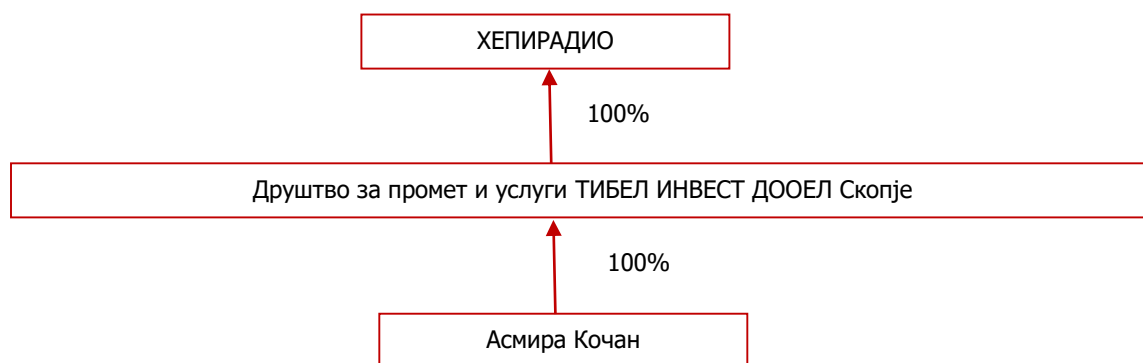 ХЕПИРАДИО
100%
Друштво за промет и услуги ТИБЕЛ ИНВЕСТ ДООЕЛ Скопје
100%
Асмира Кочан